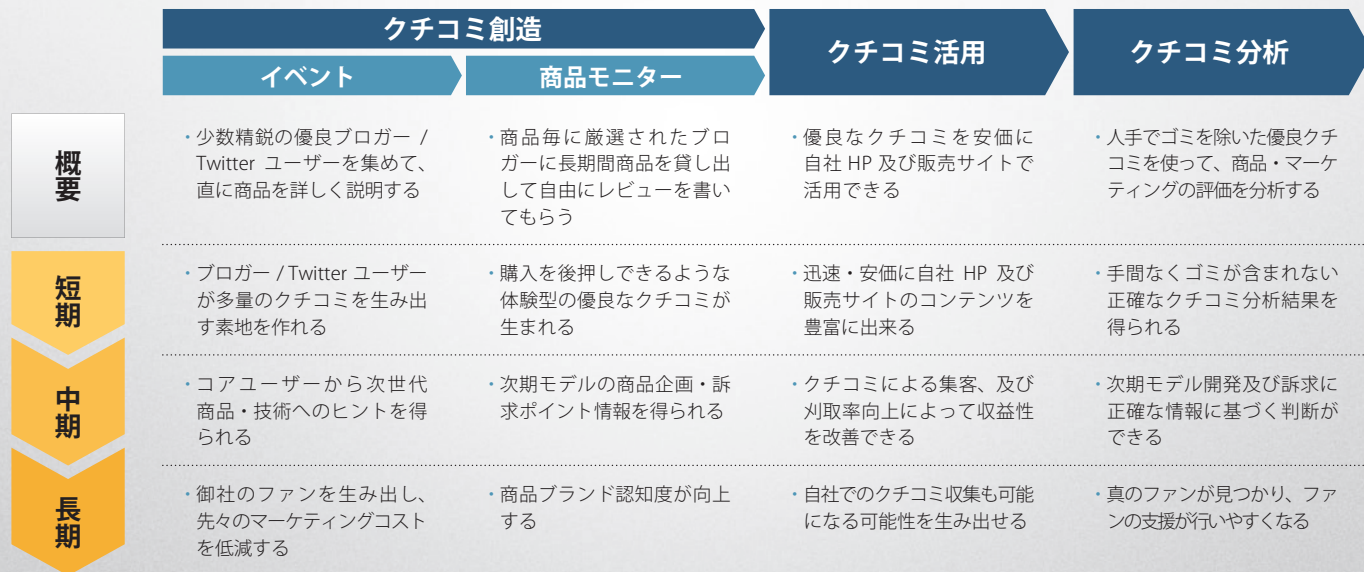 クチコミ創造
クチコミ活用
クチコミ分析
イベント
商品モニター
概要
・少数精鋭の優良ブロガー /
Twitter ユーザーを集めて、
直に商品を詳しく説明する
・商品毎に厳選されたブロ
ガーに長期間商品を貸し出
して自由にレビューを書い
てもらう
・優良なクチコミを安価に
自社 HP 及び販売サイトで
活用できる
・人手でゴミを除いた優良クチ
コミを使って、商品・マーケ
ティングの評価を分析する
短期
・ブロガー / Twitter ユーザー
が多量のクチコミを生み出
す素地を作れる
・購入を後押しできるような
体験型の優良なクチコミが
生まれる
・迅速・安価に自社 HP 及び
販売サイトのコンテンツを
豊富に出来る
・手間なくゴミが含まれない
正確なクチコミ分析結果を
得られる
中期
・コアユーザーから次世代
商品・技術へのヒントを得
られる
・次期モデルの商品企画・訴
求ポイント情報を得られる
・クチコミによる集客、及び
刈取率向上によって収益性
を改善できる
・次期モデル開発及び訴求に
正確な情報に基づく判断が
できる
長期
・御社のファンを生み出し、
先々のマーケティングコスト
を低減する
・商品ブランド認知度が向上
する
・自社でのクチコミ収集も可能
になる可能性を生み出せる
・真のファンが見つかり、ファ
ンの支援が行いやすくなる